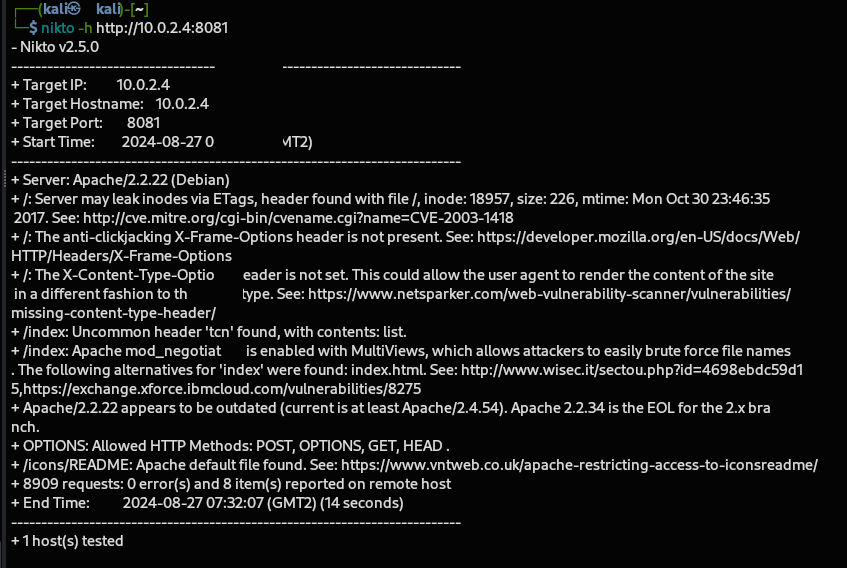 ┌──(kali㉿kali)-[~]
└─$ nikto -h http://10.0.2.4:8081
- Nikto v2.5.0
---------------------------------- ------------------------------
+ Target IP: 10.0.2.4
+ Target Hostname: 10.0.2.4
+ Target Port: 8081
+ Start Time: 2024-08-27
---------------------------------------------------------------------------
+ Server: Apache/2.2.22 (Debian)
+ /: Server may leak inodes via ETags, header found with file /, inode: 18957, size: 226, mtime: Mon Oct 30 23:46:35
2017. See: http://cve.mitre.org/cgi-bin/cvename.cgi?name=CVE-2003-1418
+ /: The anti-clickjacking X-Frame-Options header is not present. See: https://developer.mozilla.org/en-US/docs/Web/
HTTP/Headers/X-Frame-Options
+ /: The X-Content-Type-Optio eader is not set. This could allow the user agent to render the content of the site
in a different fashion to th type. See: https://www.netsparker.com/web-vulnerability-scanner/vulnerabilities/
missing-content-type-header/
+ /index: Uncommon header 'tcn' found, with contents: list.
+ /index: Apache mod_negotiat is enabled with MultiViews, which allows attackers to easily brute force file names
. The following alternatives for 'index' were found: index.html. See: http://www.wisec.it/sectou.php?id=4698ebdc59d1
5,https://exchange.xforce.ibmcloud.com/vulnerabilities/8275
+ Apache/2.2.22 appears to be outdated (current is at least Apache/2.4.54). Apache 2.2.34 is the EOL for the 2.x bra
nch.
+ OPTIONS: Allowed HTTP Methods: POST, OPTIONS, GET, HEAD .
+ /icons/README: Apache default file found. See: https://www.vntweb.co.uk/apache-restricting-access-to-iconsreadme/
+ 8909 requests: 0 error(s) and 8 item(s) reported on remote host
+ End Time: 2024-08-27 07:32:07 (GMT2) (14 seconds)
---------------------------------------------------------------------------
+ 1 host(s) tested